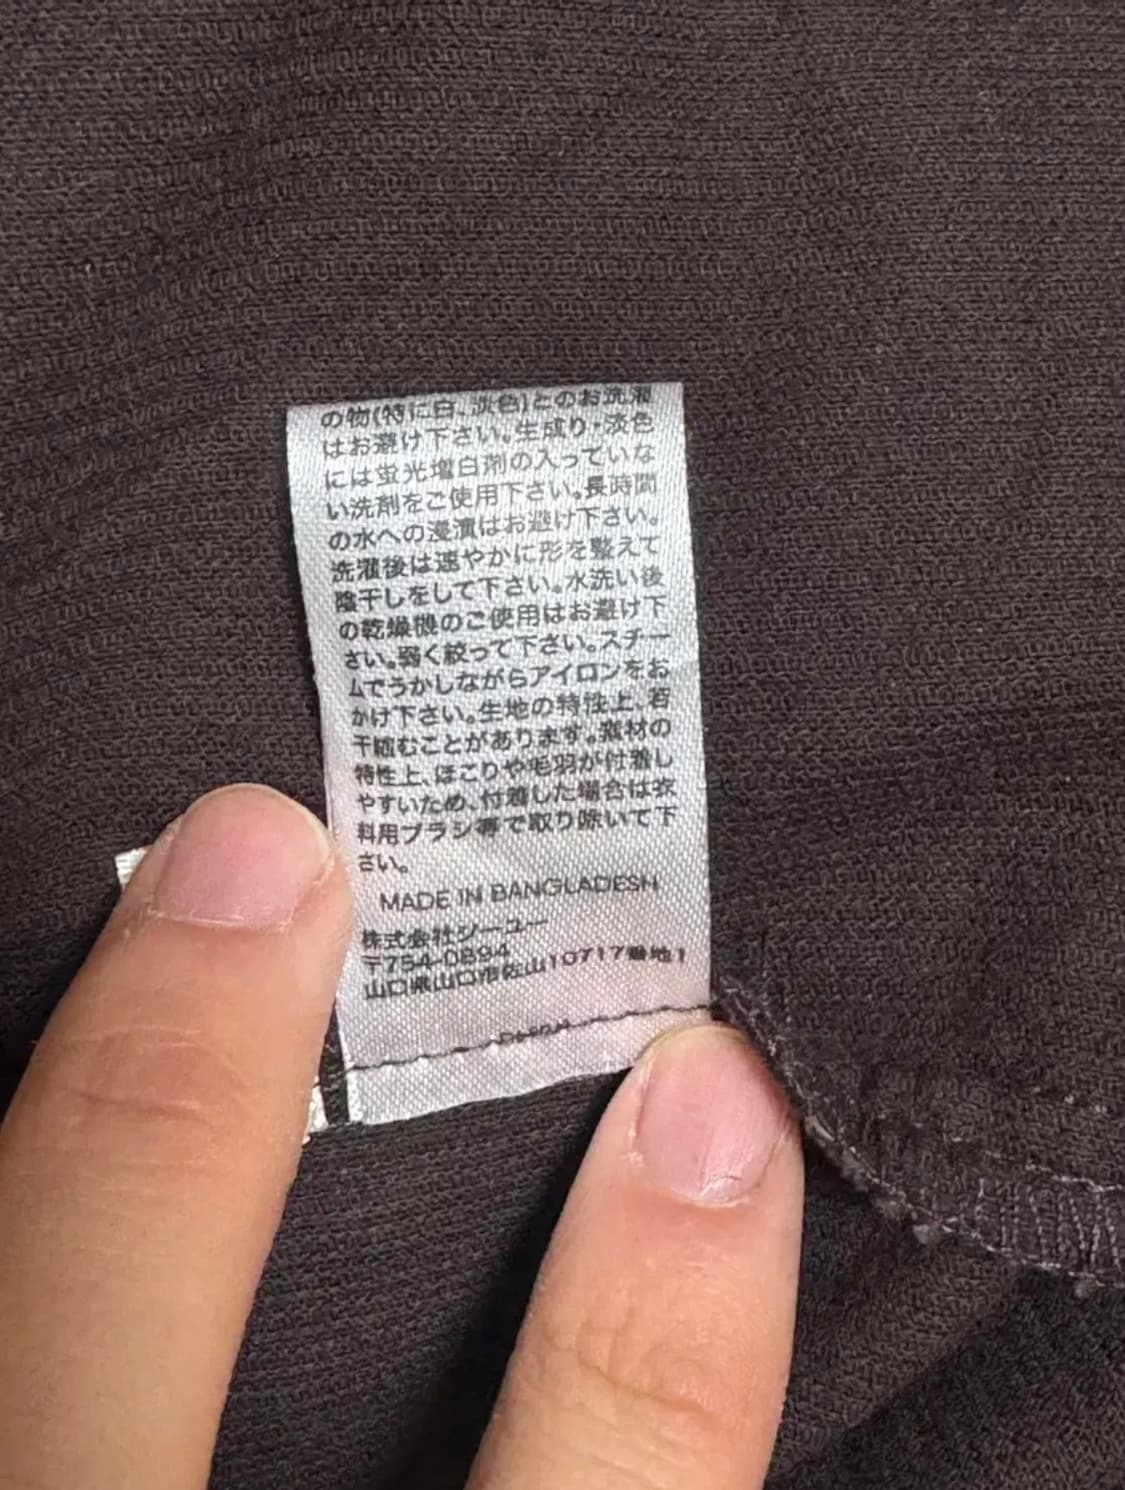 の物(特に白、淡色)とのお洗濯
はお避け下さい。生成り・淡色
には蛍光増白剤の入っていな
い洗剤をご使用下さい。長時間
の水への浸漬はお避け下さい。
洗濯後は速やかに形を整えて
陰干しをして下さい。水洗い後
の乾燥機のご使用はお避け下
さい。弱く絞って下さい。スチー
ムでうかしながらアイロンをお
かけ下さい。生地の特性上、若
干縮むことがあります。素材の
特性上、ほこりや毛羽が付着し
やすいため、付着した場合は衣
料用ブラシ等で取り除いて下
さい。
MADE IN BANGLADESH
株式会社ジーユー
〒754-0894
山口県山口市佐山10717番地1